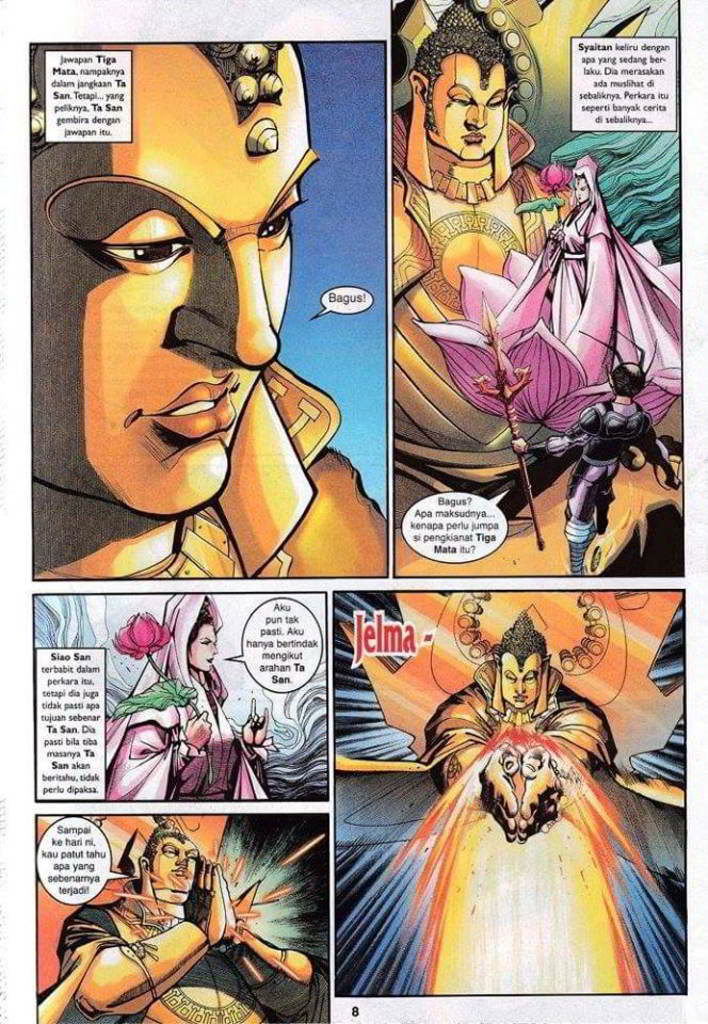 Jawapan Tiga
Mata, nampaknya
dalam jangkaan Ta
San. Tetapi... yang
peliknya, Ta San
gembira dengan
jawapan itu.
Bagus!
Syaitan keliru dengan
apa yang sedang ber-
laku. Dia merasakan
ada muslihat di
sebaliknya. Perkara itu
seperti banyak cerita
di sebaliknya...
Bagus?
Apa maksudnya...
kenapa perlu jumpa
si pengkianat Tiga
Mata itu?
Siao San
terbabit dalam
perkara itu,
tetapi dia juga
tidak pasti apa
tujuan sebenar
Ta San. Dia
pasti bila tiba
masanya Ta
San akan
beritahu, tidak
perlu dipaksa.
Aku
pun tak
pasti. Aku
hanya bertindak
mengikut
arahan Ta
San.
Jelma -
Sampai
ke hari ni,
kau patut tahu
apa yang
sebenarnya
terjadi!
8